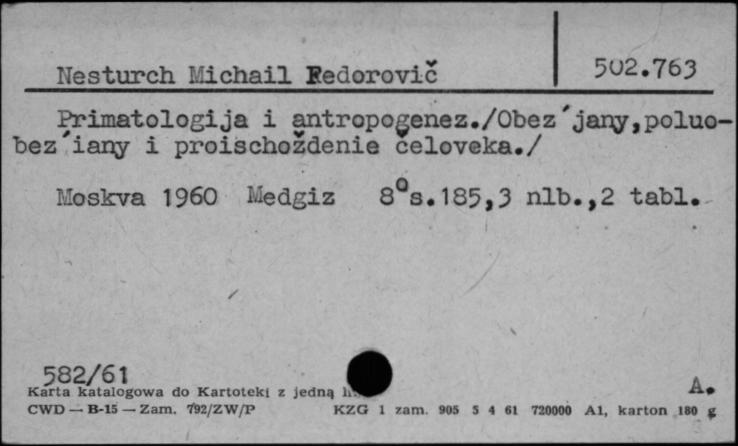 Nesturch Michail Fedorovič 502.763
Primatologija i antropogenez./Obez´jany,poluo-
bez´iany i proischoždenie čeloveka./
Moskva 1960 Medgiz 8°s.185,3 nlb.,2 tabl.
582/61
Karta katalogowa do Kartoteki z jedną A.
CWD — B-15 — Zam. 792/ZW/P KZG 1 zam. 905 5 4 61 720000 A1, karton 180 g